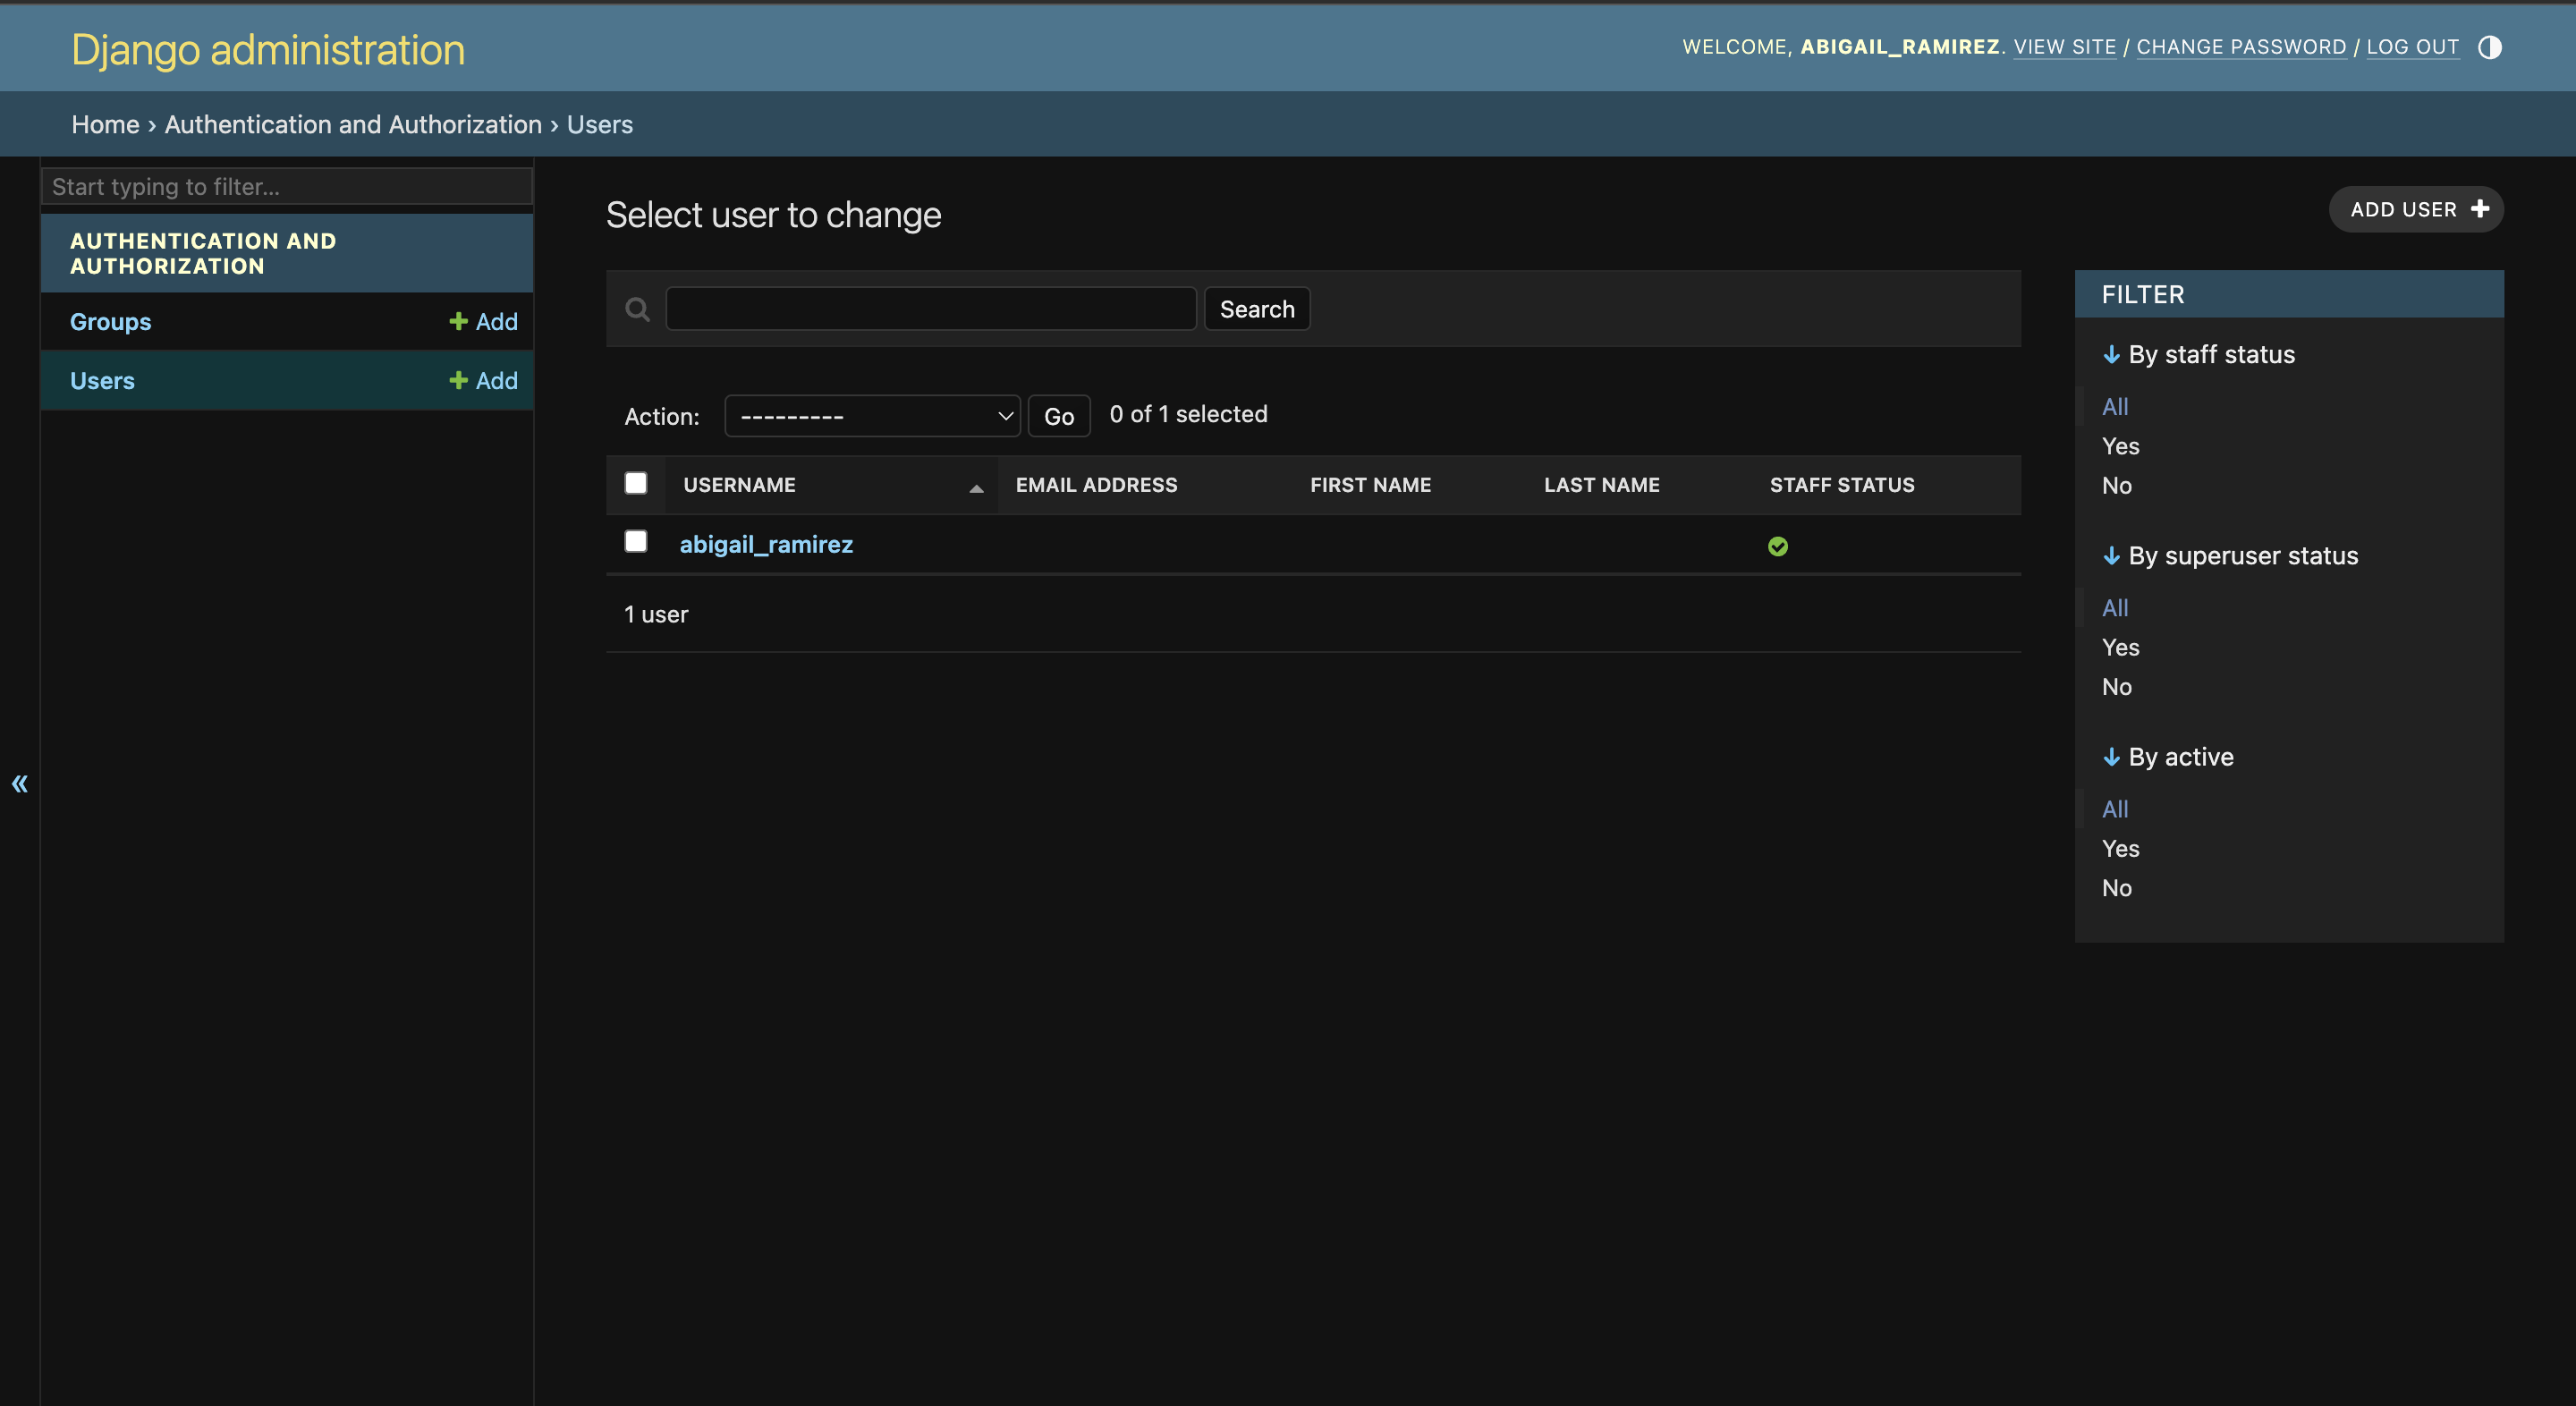 Django administration
WELCOME, ABIGAIL_RAMIREZ. VIEW SITE / CHANGE PASSWORD / LOG OUT
Home › Authentication and Authorization › Users
Start typing to filter...
AUTHENTICATION AND
AUTHORIZATION
Groups + Add
Users + Add
«
Select user to change
ADD USER +
Search
Action: --------- Go 0 of 1 selected
USERNAME EMAIL ADDRESS FIRST NAME LAST NAME STAFF STATUS
abigail_ramirez
1 user
FILTER
↓ By staff status
All
Yes
No
↓ By superuser status
All
Yes
No
↓ By active
All
Yes
No